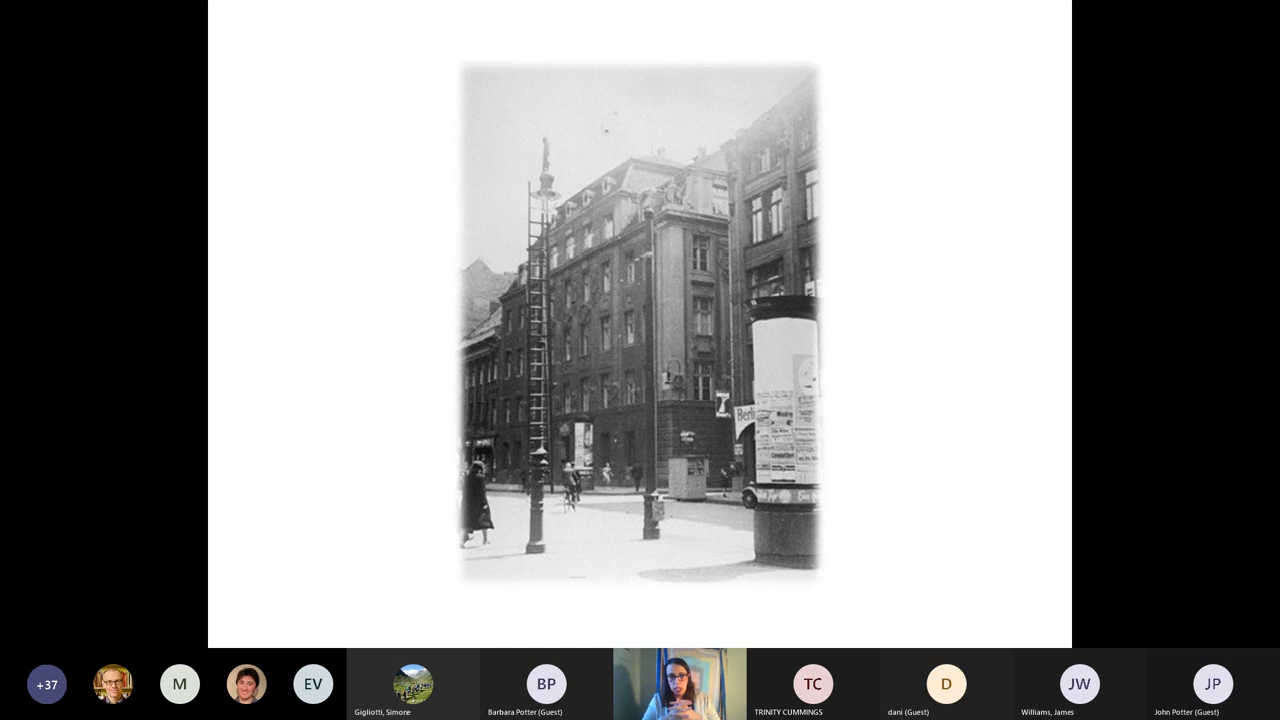 Berli
+37
M
EV
Gigliotti, Simone
BP
Barbara Potter (Guest)
TC
TRINITY CUMMINGS
D
dani (Guest)
JW
Williams, James
JP
John Potter (Guest)